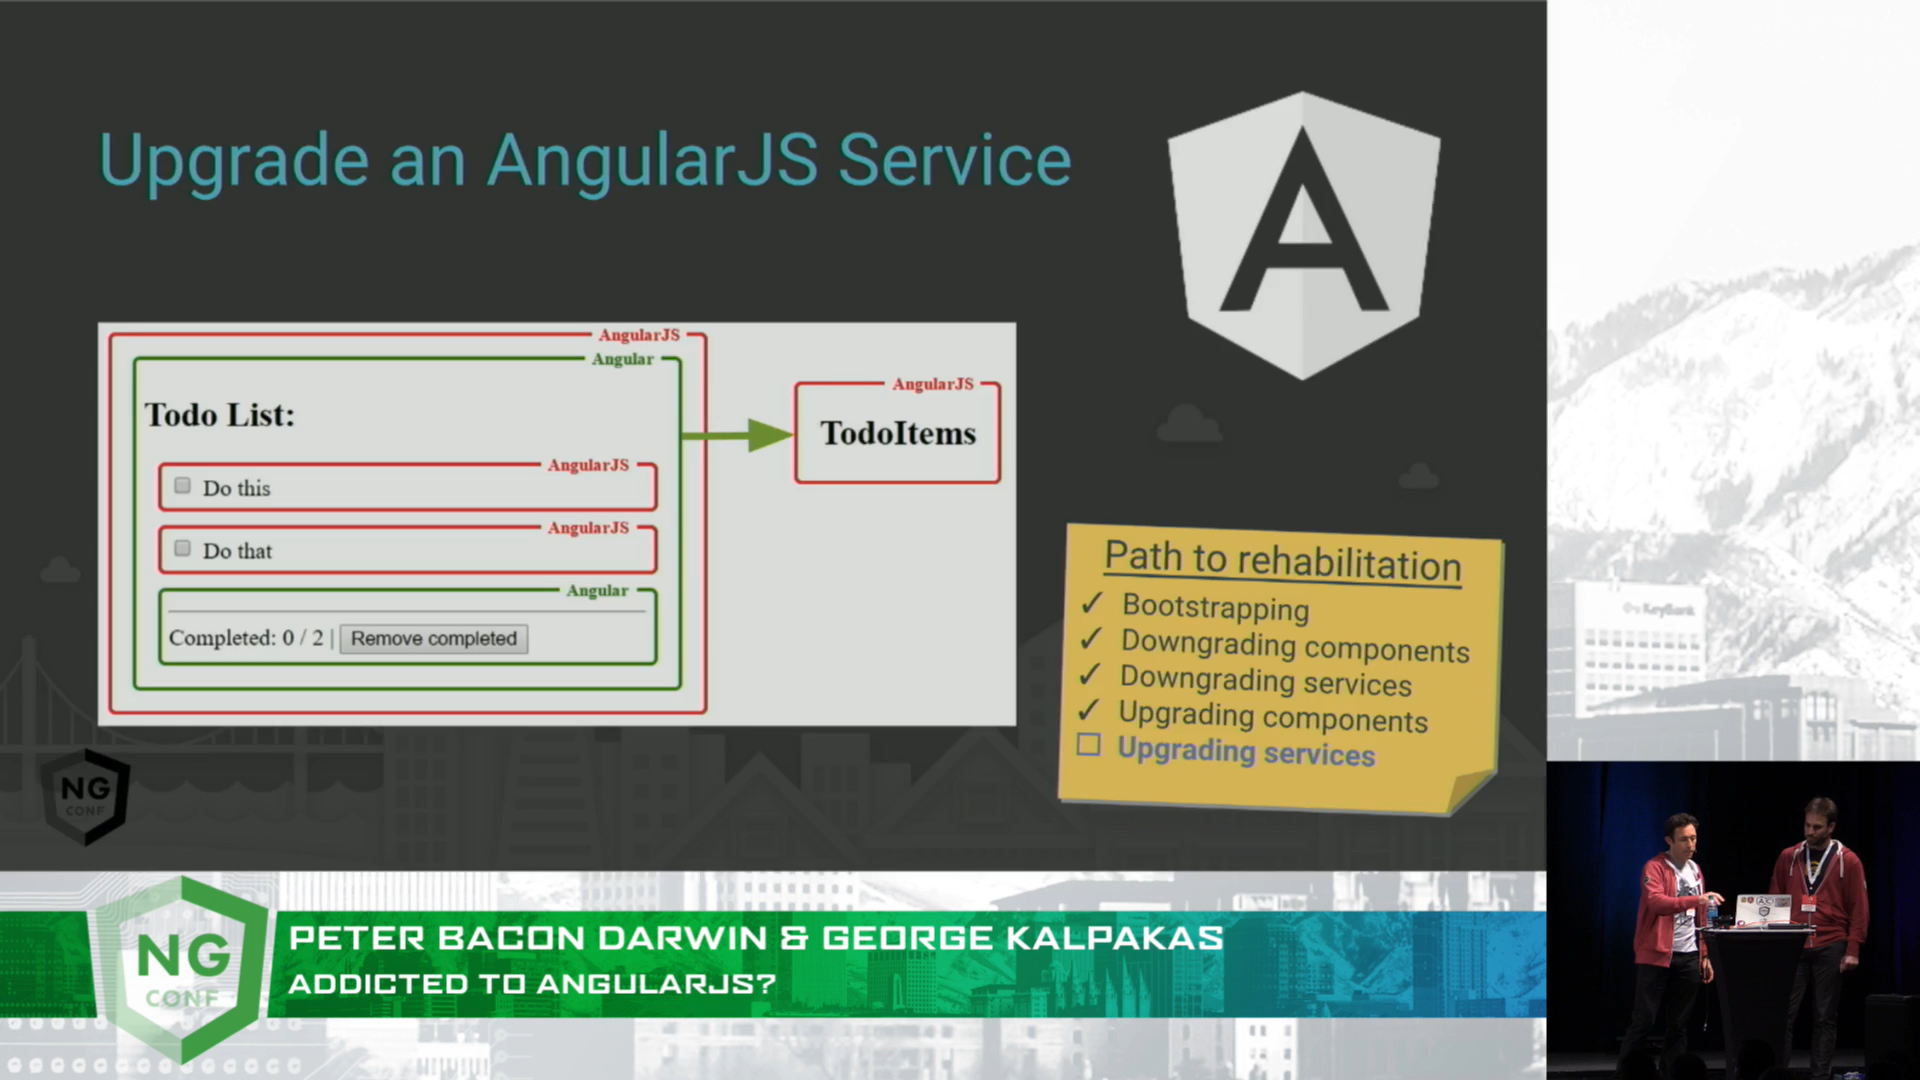 Upgrade an AngularJS Service
AngularJS
Angular
Todo List:
AngularJS
Do this
AngularJS
Do that
Angular
Completed: 0 / 2 |
Remove completed
AngularJS
TodoItems
Path to rehabilitation
✓ Bootstrapping
✓ Downgrading components
✓ Downgrading services
✓ Upgrading components
☐ Upgrading services
NG
CONF
KeyBank
NG
CONF
PETER BACON DARWIN & GEORGE KALPAKAS
ADDICTED TO ANGULARJS?